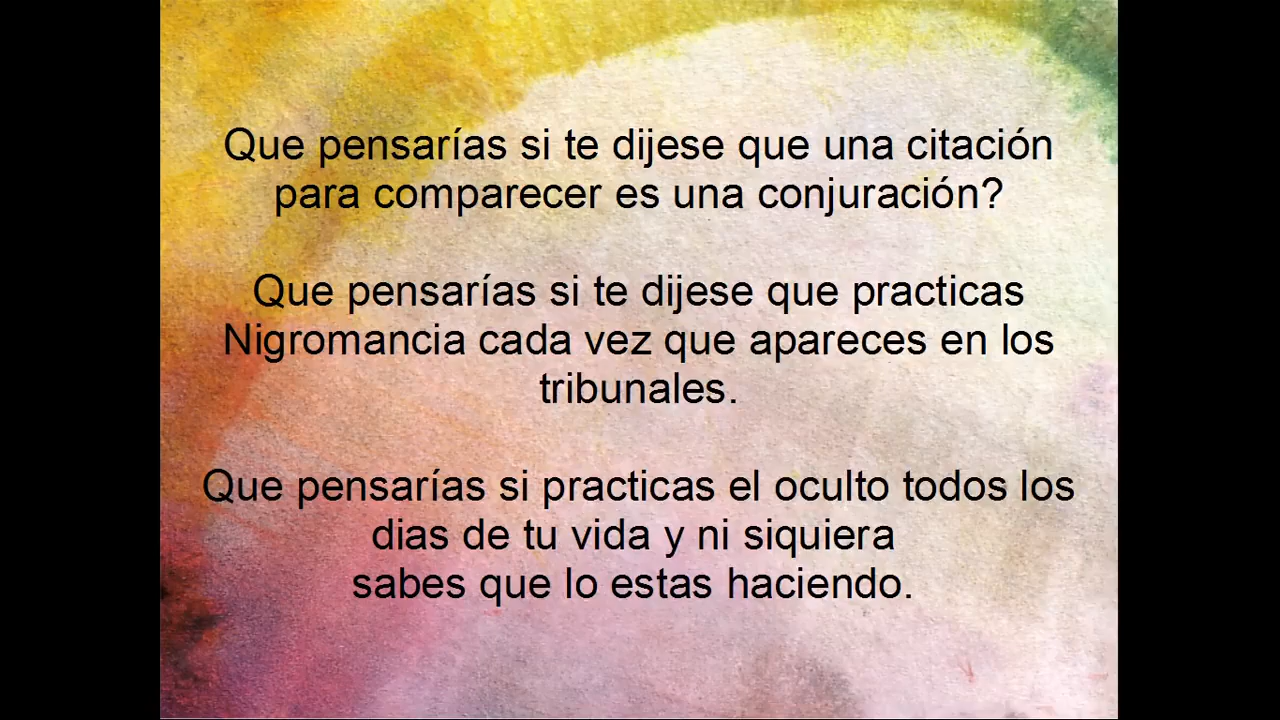 Que pensarías si te dijese que una citación
para comparecer es una conjuración?
Que pensarías si te dijese que practicas
Nigromancia cada vez que apareces en los
tribunales.
Que pensarías si practicas el oculto todos los
dias de tu vida y ni siquiera
sabes que lo estas haciendo.